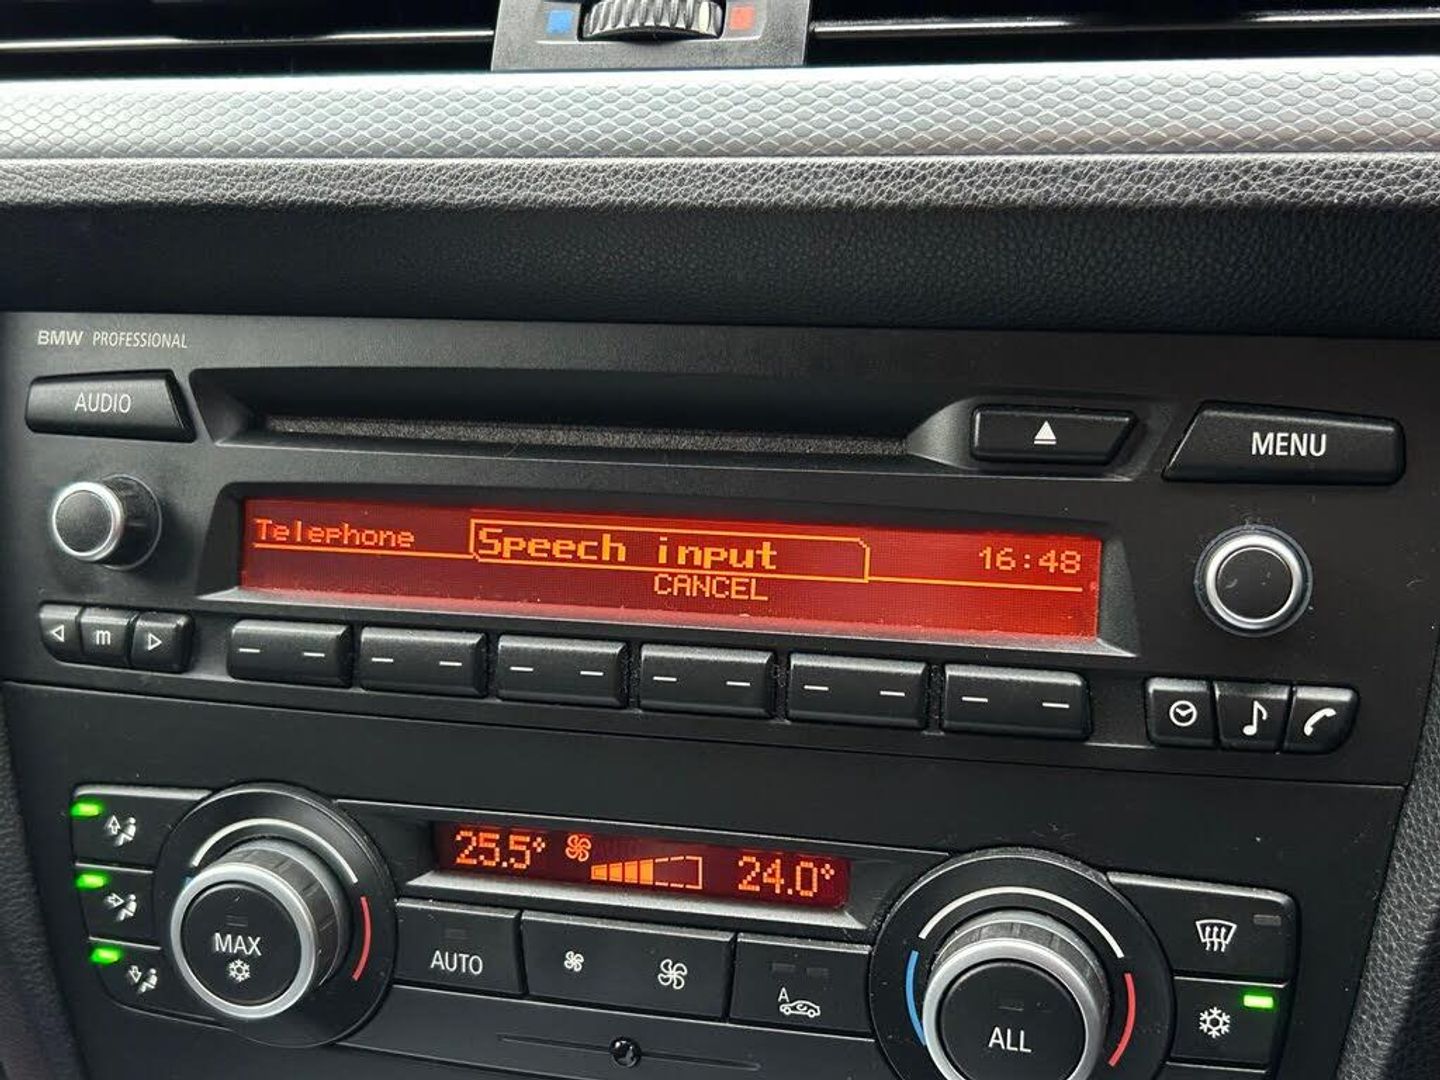 BMW PROFESSIONAL
AUDIO
MENU
Telephone Speech input 16:48
CANCEL
m
25.5° 24.0°
MAX
AUTO
A
ALL